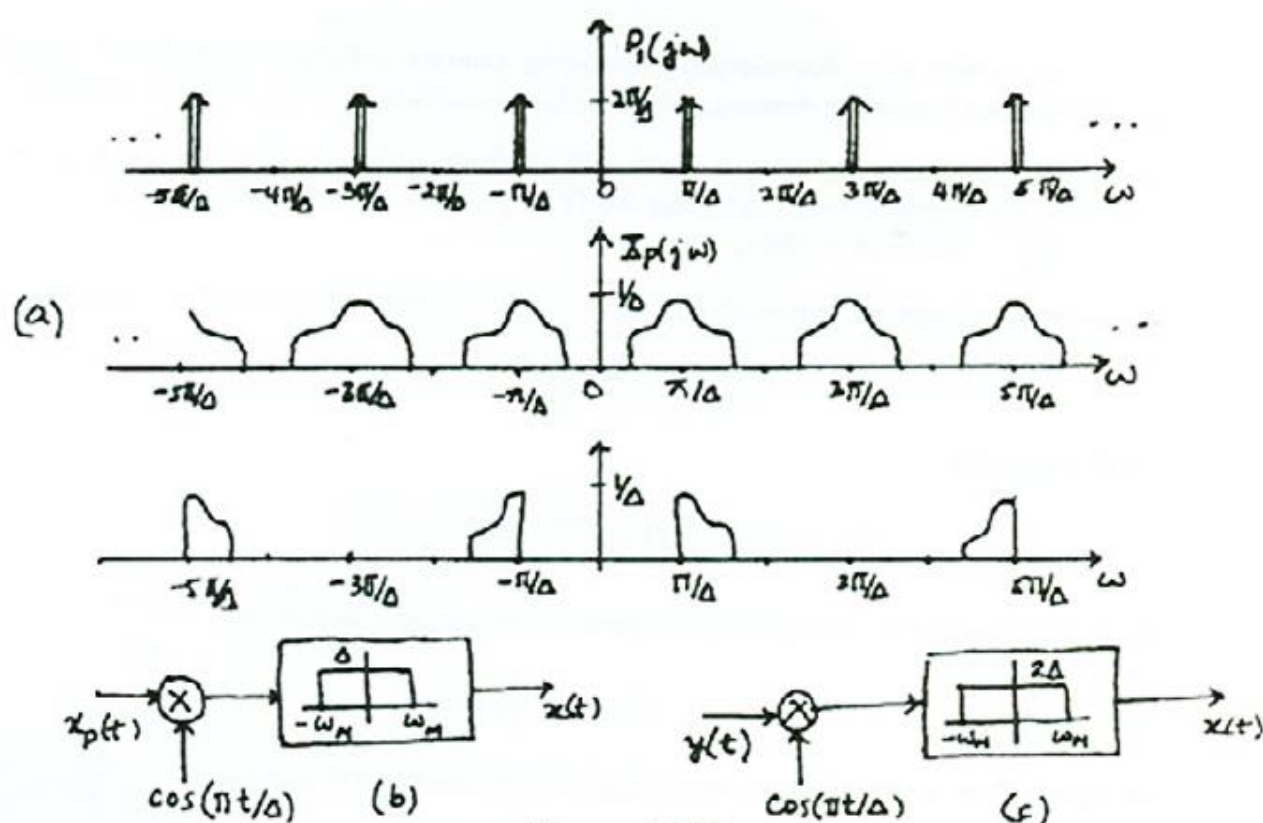 P₁(jω)
2π/Δ
... ...
-5π/Δ -4π/Δ -3π/Δ -2π/Δ -π/Δ 0 π/Δ 2π/Δ 3π/Δ 4π/Δ 5π/Δ ω
Xp(jω)
(a)
1/Δ
... ...
-5π/Δ -3π/Δ -π/Δ 0 π/Δ 3π/Δ 5π/Δ ω
1/Δ
-5π/Δ -3π/Δ -π/Δ π/Δ 3π/Δ 5π/Δ ω
Δ 2Δ
-ωM ωM -ωM ωM
xp(t) x(t) y(t) x(t)
cos(πt/Δ) (b) cos(πt/Δ) (c)